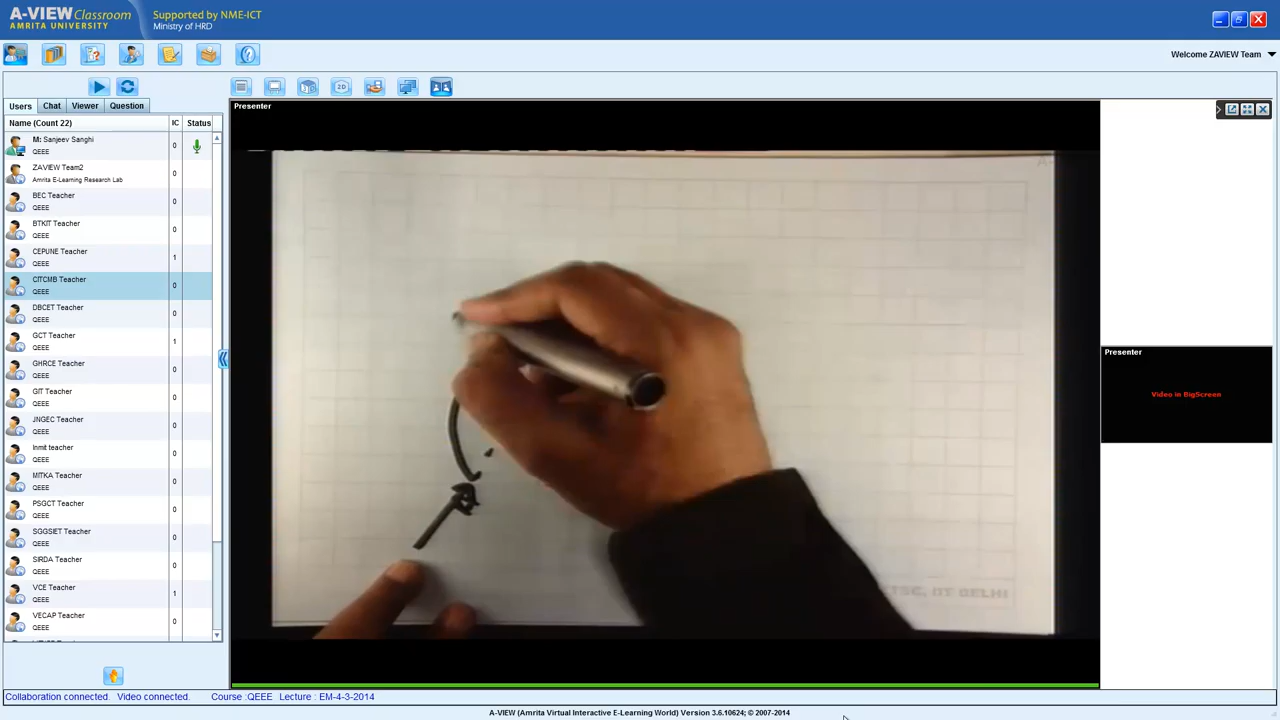 A-VIEW Classroom
AMRITA UNIVERSITY
Supported by NME-ICT
Ministry of HRD
Welcome ZAVIEW Team
Users Chat Viewer Question
Name (Count 22) IC Status
M: Sanjeev Sanghi
QEEE 0
ZAVIEW Team2
Amrita E-Learning Research Lab 0
BEC Teacher
QEEE 0
BTKIT Teacher
QEEE 0
CEPUNE Teacher
QEEE 1
CITCMB Teacher
QEEE 0
DBCET Teacher
QEEE 0
GCT Teacher
QEEE 1
GHRCE Teacher
QEEE 0
GIT Teacher
QEEE 0
JNGEC Teacher
QEEE 0
Inmit teacher
QEEE 0
MITKA Teacher
QEEE 0
PSGCT Teacher
QEEE 0
SGGSIET Teacher
QEEE 0
SIRDA Teacher
QEEE 0
VCE Teacher
QEEE 1
VECAP Teacher
QEEE 0
Presenter
2D
ETSC, IIT DELHI
Presenter
Video in BigScreen
Collaboration connected. Video connected. Course :QEEE Lecture : EM-4-3-2014
A-VIEW (Amrita Virtual Interactive E-Learning World) Version 3.6.10624; © 2007-2014